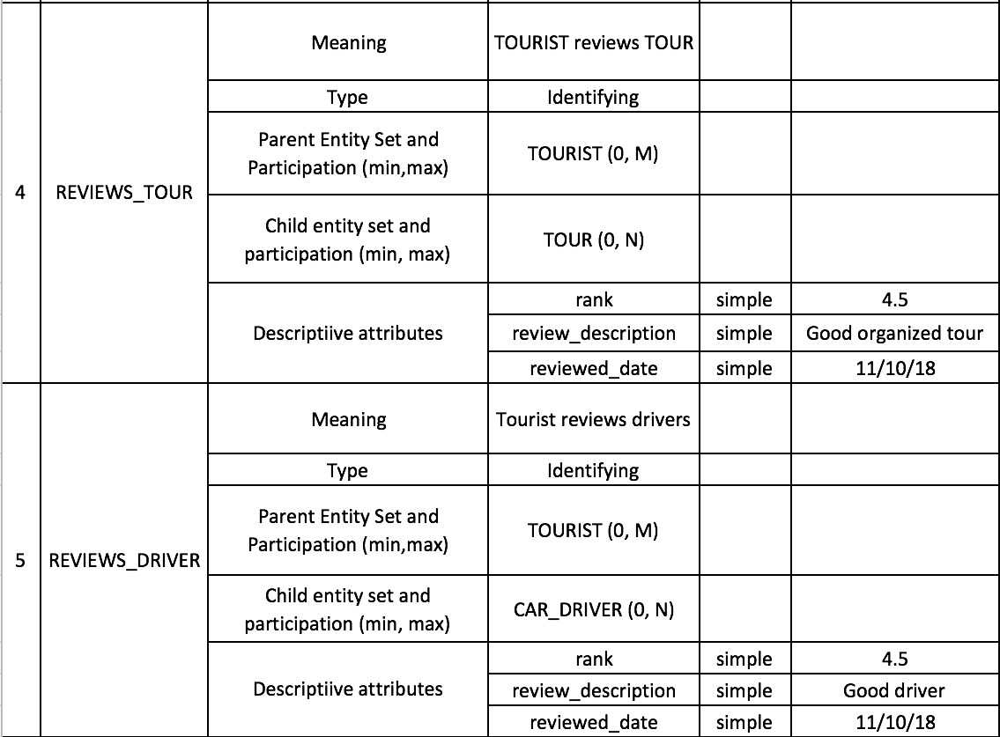 4
REVIEWS_TOUR
Meaning
TOURIST reviews TOUR
Type
Identifying
Parent Entity Set and
Participation (min,max)
TOURIST (0, M)
Child entity set and
participation (min, max)
TOUR (0, N)
Descriptiive attributes
rank
simple
4.5
review_description
simple
Good organized tour
reviewed_date
simple
11/10/18
5
REVIEWS_DRIVER
Meaning
Tourist reviews drivers
Type
Identifying
Parent Entity Set and
Participation (min,max)
TOURIST (0, M)
Child entity set and
participation (min, max)
CAR_DRIVER (0, N)
Descriptiive attributes
rank
simple
4.5
review_description
simple
Good driver
reviewed_date
simple
11/10/18